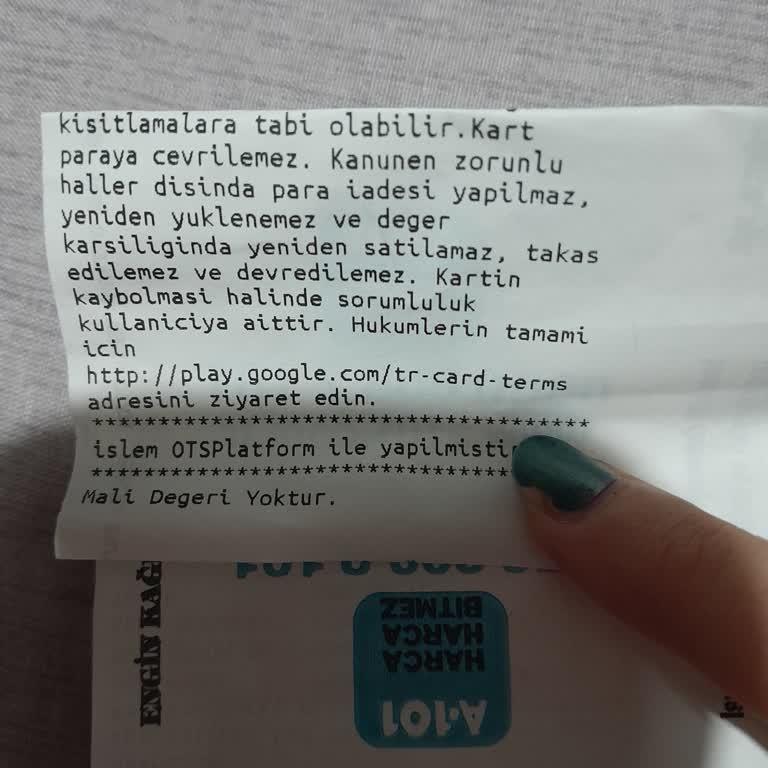 kisitlamalara tabi olabilir.Kart
paraya cevrilemez. Kanunen zorunlu
haller disinda para iadesi yapilmaz,
yeniden yuklenemez ve deger
karsiliginda yeniden satilamaz, takas
edilemez ve devredilemez. Kartin
kaybolmasi halinde sorumluluk
kullaniciya aittir. Hukumlerin tamami
icin
http://play.google.com/tr-card-terms
adresini ziyaret edin.
***************************************
islem OTSPlatform ile yapilmisti
***************************************
Mali Degeri Yoktur.
ENGİN
A101
HARCA
HARCA
BITMEZ